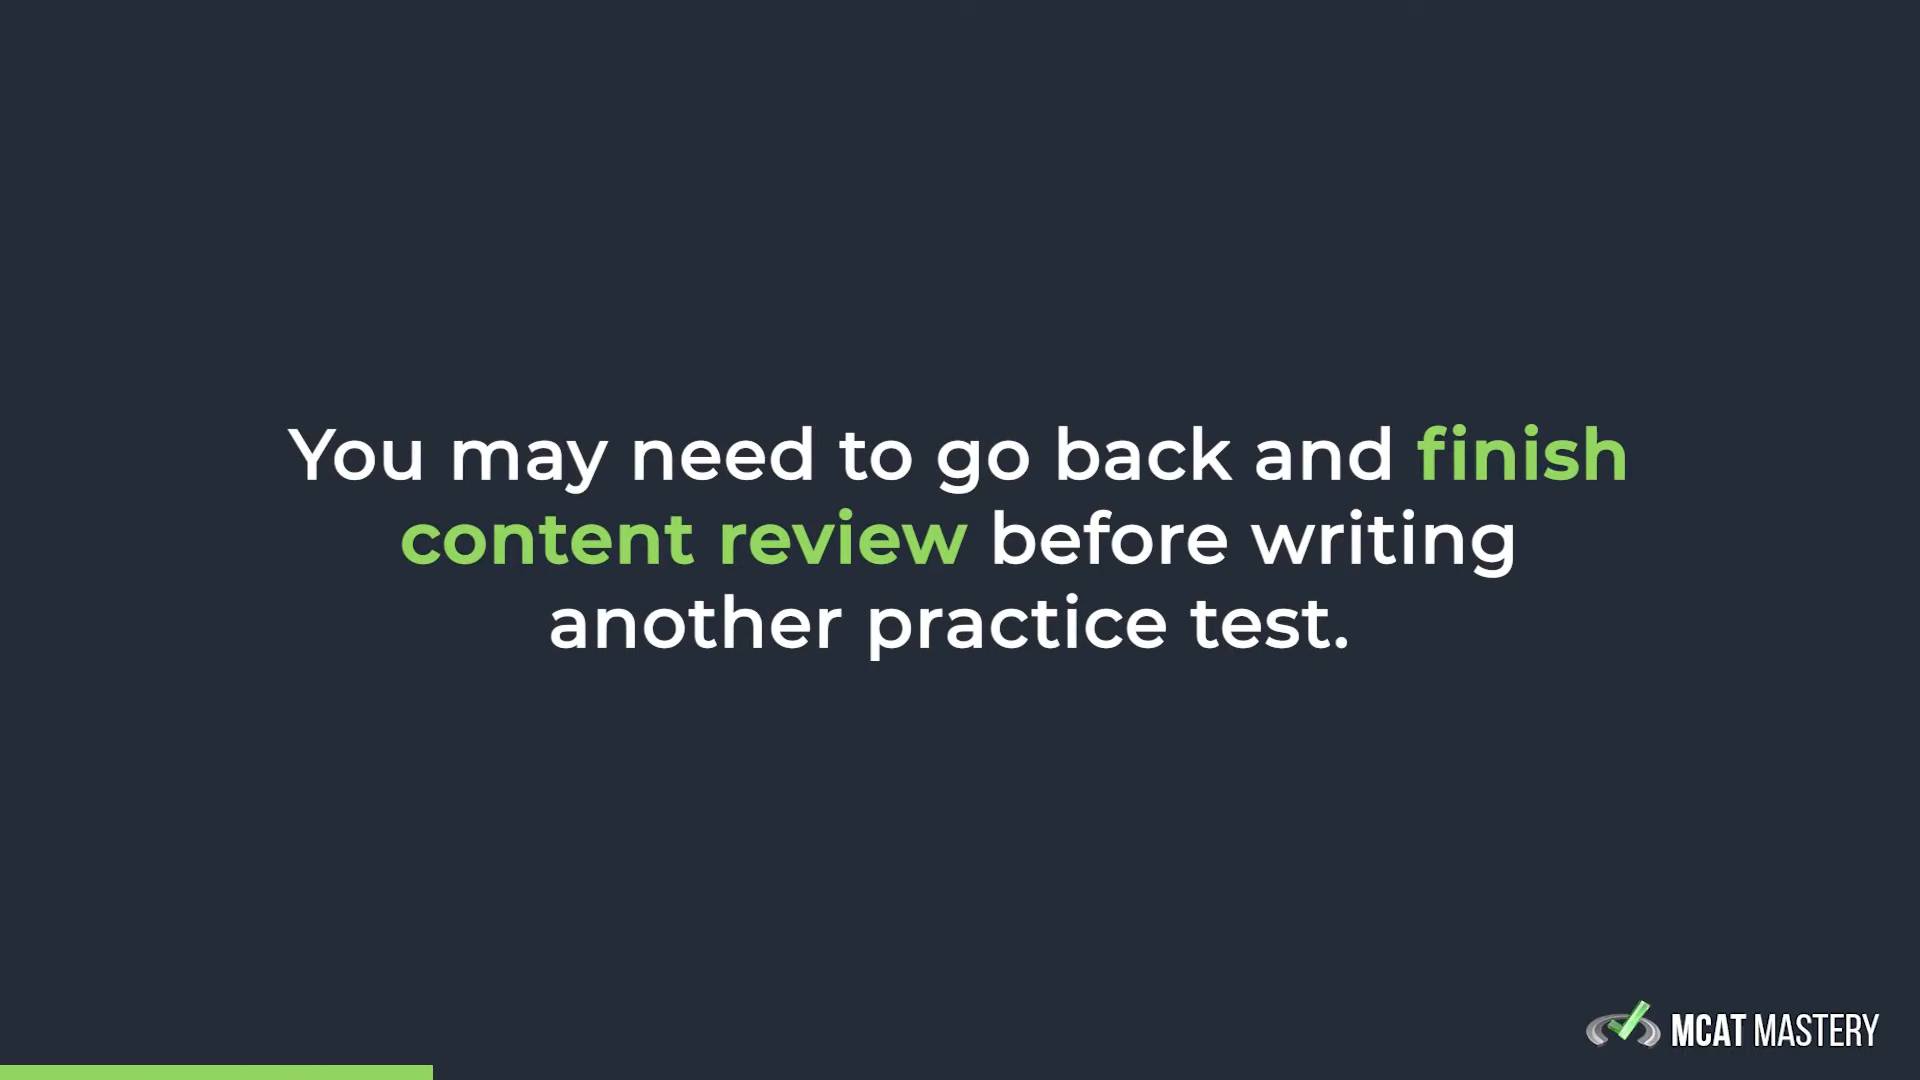 You may need to go back and finish
content review before writing
another practice test.
MCAT MASTERY